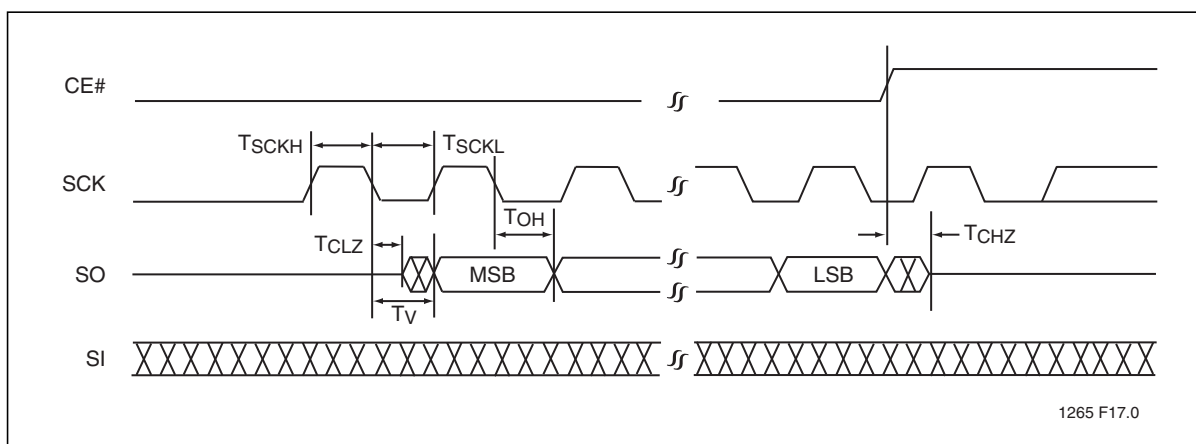 CE#
TSCKH
TSCKL
SCK
TOH
TCLZ
TCHZ
SO
MSB
LSB
TV
SI
1265 F17.0